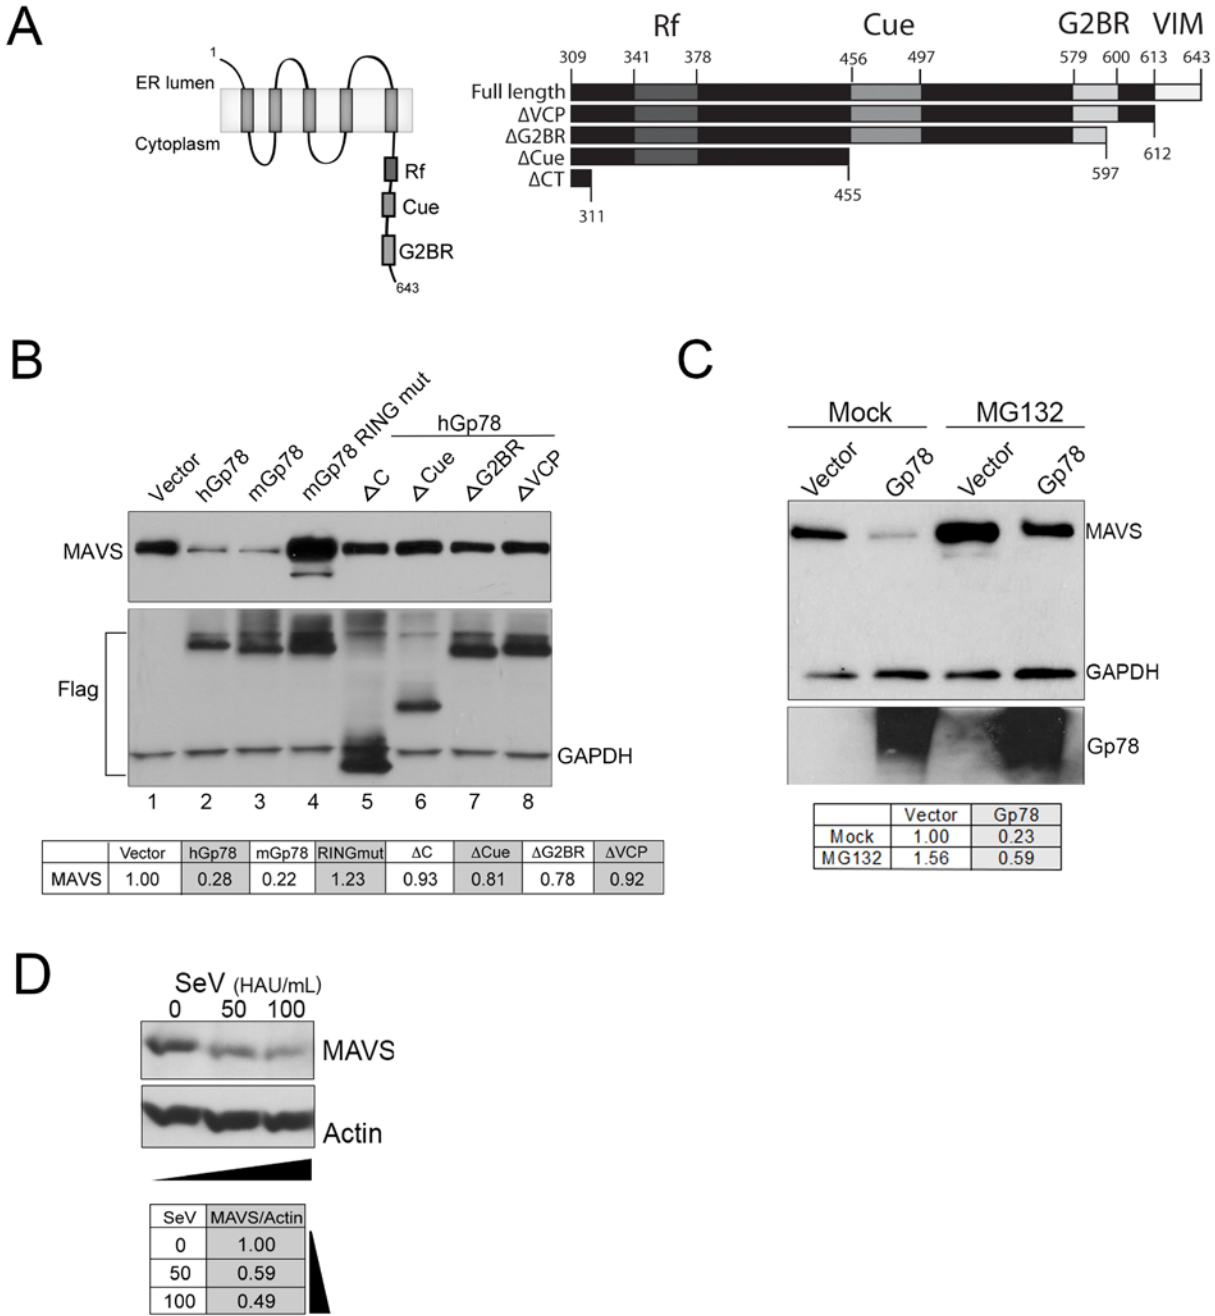 A
1
ER lumen
Cytoplasm
Rf
Cue
G2BR
643
Rf Cue G2BR VIM
309 341 378 456 497 579 600 613 643
Full length
ΔVCP
ΔG2BR
ΔCue
ΔCT
612
597
455
311
B
Vector hGp78 mGp78 mGp78 RING mut ΔC ΔCue ΔG2BR ΔVCP
hGp78
MAVS
Flag
GAPDH
1 2 3 4 5 6 7 8
Vector hGp78 mGp78 RINGmut ΔC ΔCue ΔG2BR ΔVCP
MAVS 1.00 0.28 0.22 1.23 0.93 0.81 0.78 0.92
C
Mock MG132
Vector Gp78 Vector Gp78
MAVS
GAPDH
Gp78
Vector Gp78
Mock 1.00 0.23
MG132 1.56 0.59
D
SeV (HAU/mL)
0 50 100
MAVS
Actin
SeV MAVS/Actin
0 1.00
50 0.59
100 0.49